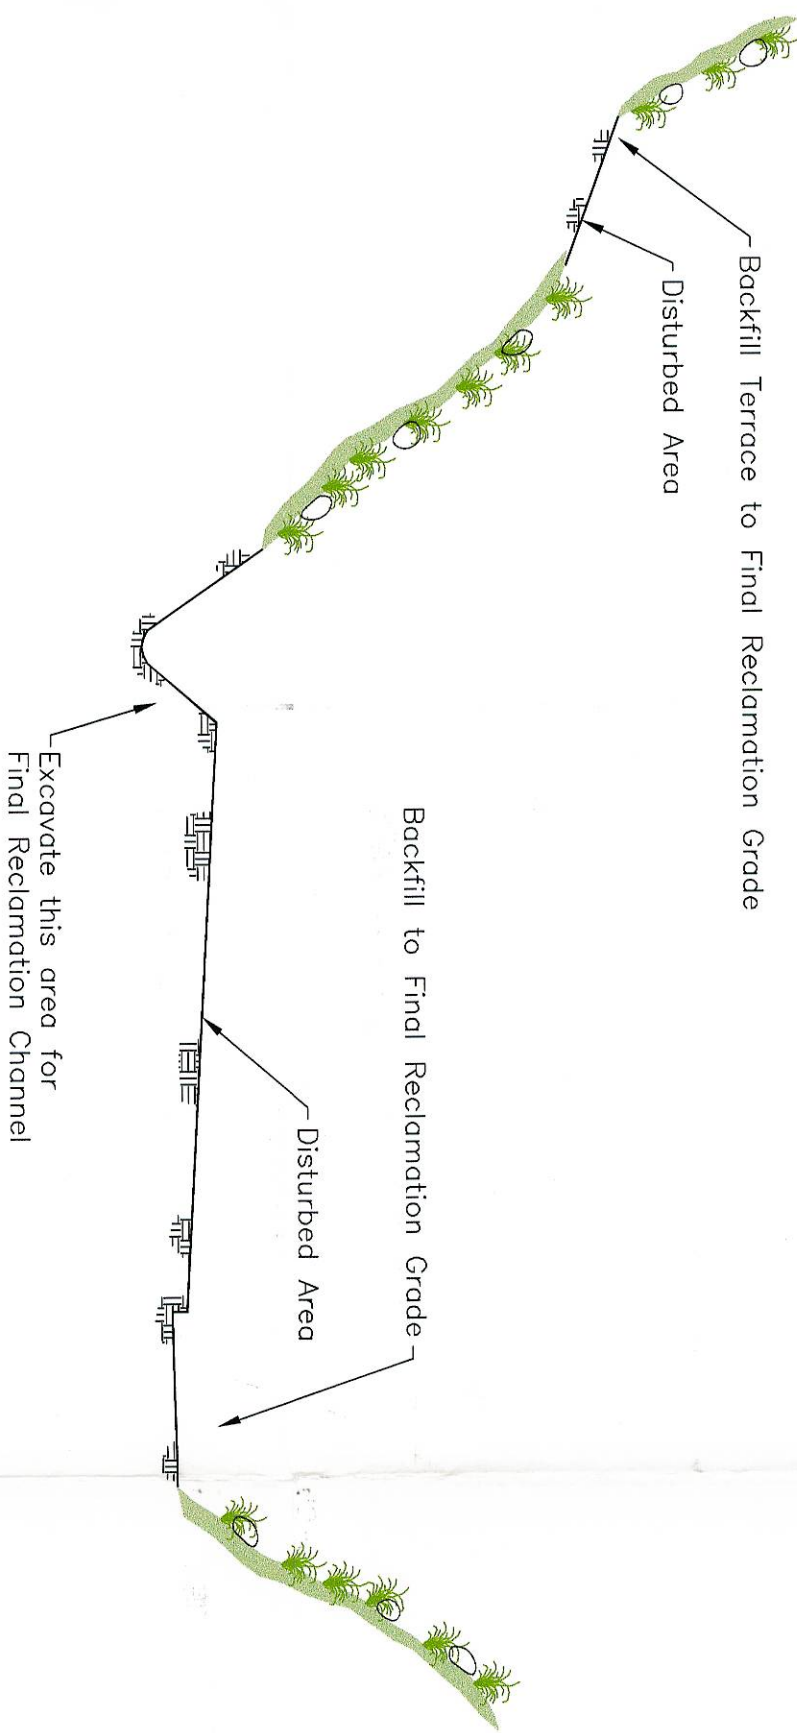 Backfill Terrace to Final Reclamation Grade
Disturbed Area
Backfill to Final Reclamation Grade
Disturbed Area
Excavate this area for
Final Reclamation Channel